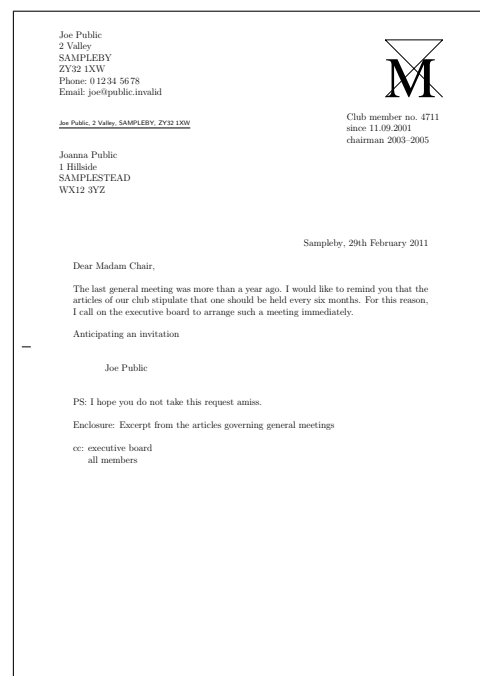 Joe Public
2 Valley
SAMPLEBY
ZY32 1XW
Phone: 0 12 34 56 78
Email: joe@public.invalid
M
Joe Public, 2 Valley, SAMPLEBY, ZY32 1XW
Club member no. 4711
since 11.09.2001
chairman 2003–2005
Joanna Public
1 Hillside
SAMPLESTEAD
WX12 3YZ
Sampleby, 29th February 2011
Dear Madam Chair,
The last general meeting was more than a year ago. I would like to remind you that the
articles of our club stipulate that one should be held every six months. For this reason,
I call on the executive board to arrange such a meeting immediately.
Anticipating an invitation
Joe Public
PS: I hope you do not take this request amiss.
Enclosure: Excerpt from the articles governing general meetings
cc: executive board
all members